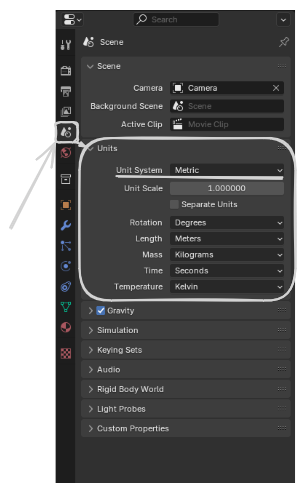 Search
Scene
Scene
Camera Camera
Background Scene Scene
Active Clip Movie Clip
Units
Unit System Metric
Unit Scale 1.000000
Separate Units
Rotation Degrees
Length Meters
Mass Kilograms
Time Seconds
Temperature Kelvin
Gravity
Simulation
Keying Sets
Audio
Rigid Body World
Light Probes
Custom Properties